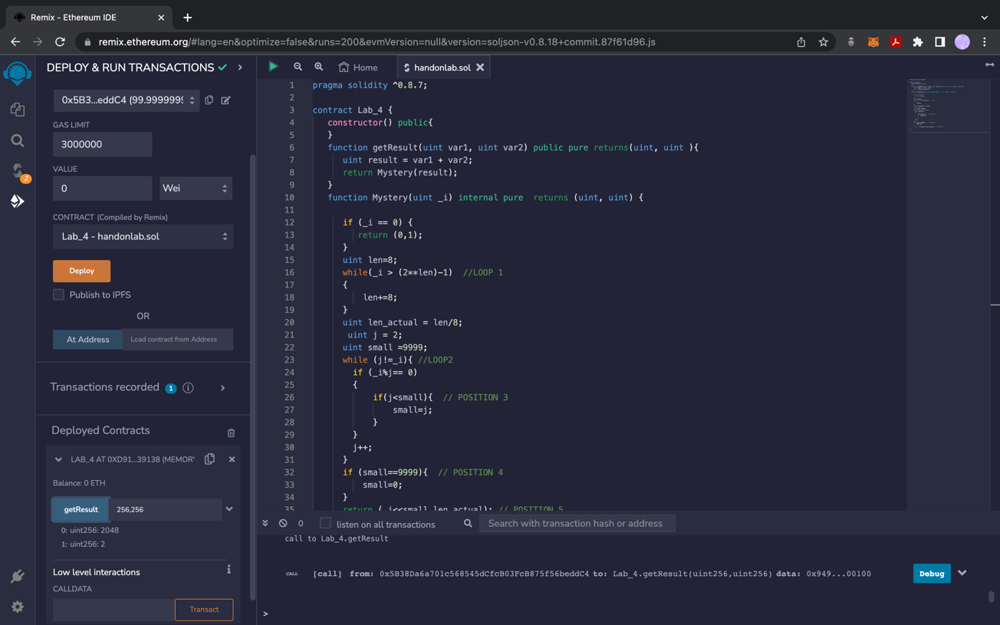 Remix - Ethereum IDE
remix.ethereum.org/#lang=en&optimize=false&runs=200&evmVersion=null&version=soljson-v0.8.18+commit.87f61d96.js
DEPLOY & RUN TRANSACTIONS
0x5B3...eddC4 (99.9999999
GAS LIMIT
3000000
VALUE
0
Wei
CONTRACT (Compiled by Remix)
Lab_4 - handonlab.sol
Deploy
Publish to IPFS
OR
At Address
Load contract from Address
Transactions recorded 1 i
Deployed Contracts
LAB_4 AT 0XD91...39138 (MEMORY
Balance: 0 ETH
getResult
256,256
0: uint256: 2048
1: uint256: 2
Low level interactions
i
CALLDATA
Transact
2
Home
handonlab.sol
1 pragma solidity ^0.8.7;
2
3 contract Lab_4 {
4 constructor() public{
5 }
6 function getResult(uint var1, uint var2) public pure returns(uint, uint ){
7 uint result = var1 + var2;
8 return Mystery(result);
9 }
10 function Mystery(uint _i) internal pure  returns (uint, uint) {
11
12 if (_i == 0) {
13 return (0,1);
14 }
15 uint len=8;
16 while(_i > (2**len)-1)  //LOOP 1
17 {
18 len+=8;
19 }
20 uint len_actual = len/8;
21 uint j = 2;
22 uint small =9999;
23 while (j!=_i){ //LOOP2
24 if (_i%j== 0)
25 {
26 if(j<small){  // POSITION 3
27 small=j;
28 }
29 }
30 j++;
31 }
32 if (small==9999){  // POSITION 4
33 small=0;
34 }
35 return (_i<<small,len_actual); // POSITION 5
0
listen on all transactions
Search with transaction hash or address
call to Lab_4.getResult
CALL
[call] from: 0x5B38Da6a701c568545dCfcB03FcB875f56beddC4 to: Lab_4.getResult(uint256,uint256) data: 0x949...00100
Debug
>